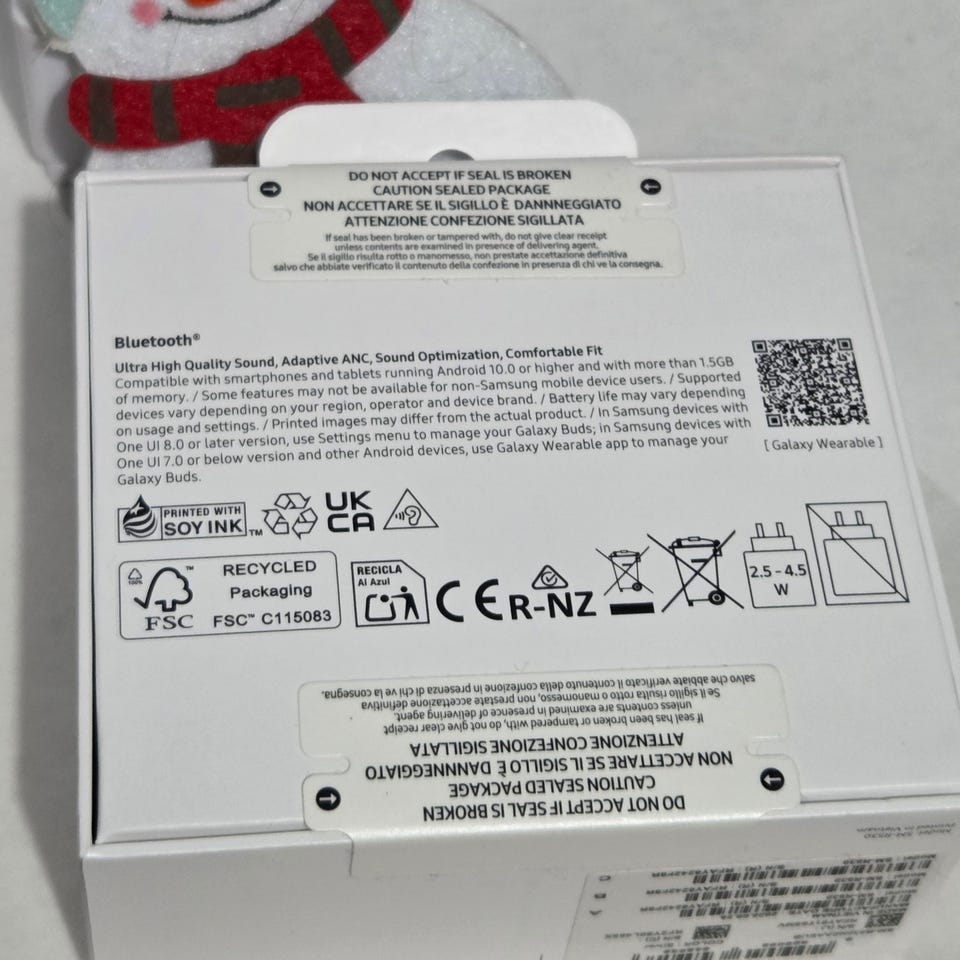 DO NOT ACCEPT IF SEAL IS BROKEN
CAUTION SEALED PACKAGE
NON ACCETTARE SE IL SIGILLO È DANNNEGGIATO
ATTENZIONE CONFEZIONE SIGILLATA
If seal has been broken or tampered with, do not give clear receipt
unless contents are examined in presence of delivering agent.
Se il sigillo risulta rotto o manomesso, non prestate accettazione definitiva
salvo che abbiate verificato il contenuto della confezione in presenza di chi ve la consegna.
Bluetooth®
Ultra High Quality Sound, Adaptive ANC, Sound Optimization, Comfortable Fit
Compatible with smartphones and tablets running Android 10.0 or higher and with more than 1.5GB
of memory. / Some features may not be available for non-Samsung mobile device users. / Supported
devices vary depending on your region, operator and device brand. / Battery life may vary depending
on usage and settings. / Printed images may differ from the actual product. / In Samsung devices with
One UI 8.0 or later version, use Settings menu to manage your Galaxy Buds; in Samsung devices with
One UI 7.0 or below version and other Android devices, use Galaxy Wearable app to manage your
Galaxy Buds.
[ Galaxy Wearable ]
PRINTED WITH
SOY INK™
UK
CA
100%
FSC
™
RECYCLED
Packaging
FSC™ C115083
RECICLA
Al Azul
CE
R-NZ
2.5 - 4.5
W
DO NOT ACCEPT IF SEAL IS BROKEN
CAUTION SEALED PACKAGE
NON ACCETTARE SE IL SIGILLO È DANNNEGGIATO
ATTENZIONE CONFEZIONE SIGILLATA
If seal has been broken or tampered with, do not give clear receipt
unless contents are examined in presence of delivering agent.
Se il sigillo risulta rotto o manomesso, non prestate accettazione definitiva
salvo che abbiate verificato il contenuto della confezione in presenza di chi ve la consegna.
Model: SM-R530
Printed in Vietnam